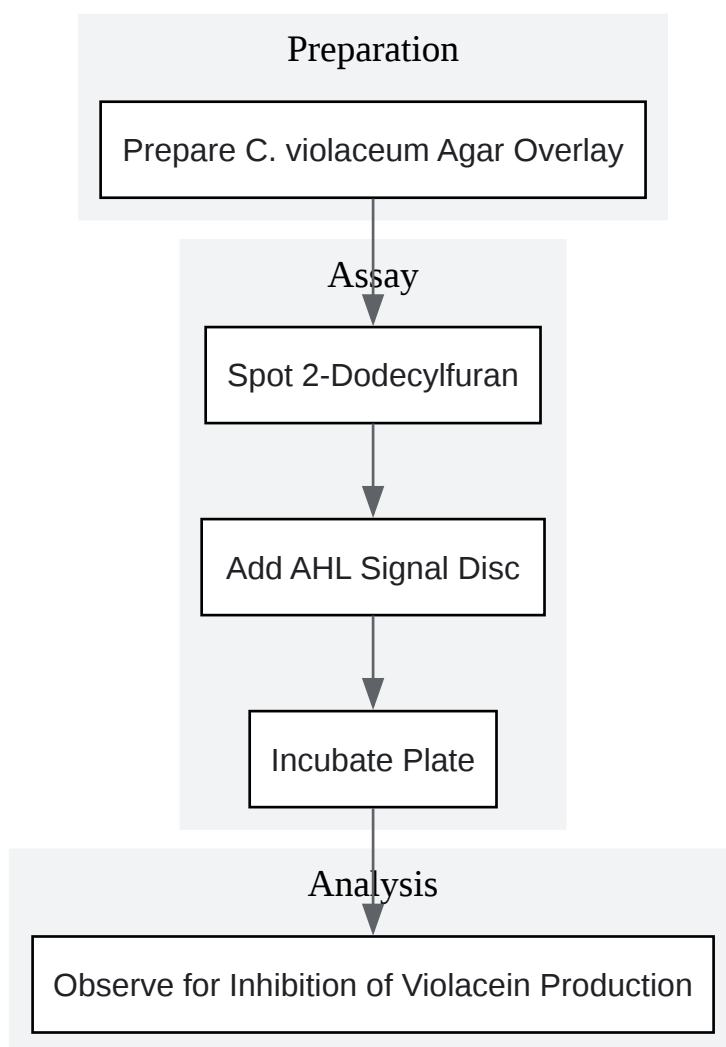 Preparation
Prepare C. violaceum Agar Overlay
Assay
Spot 2-Dodecylfuran
Add AHL Signal Disc
Incubate Plate
Analysis
Observe for Inhibition of Violacein Production